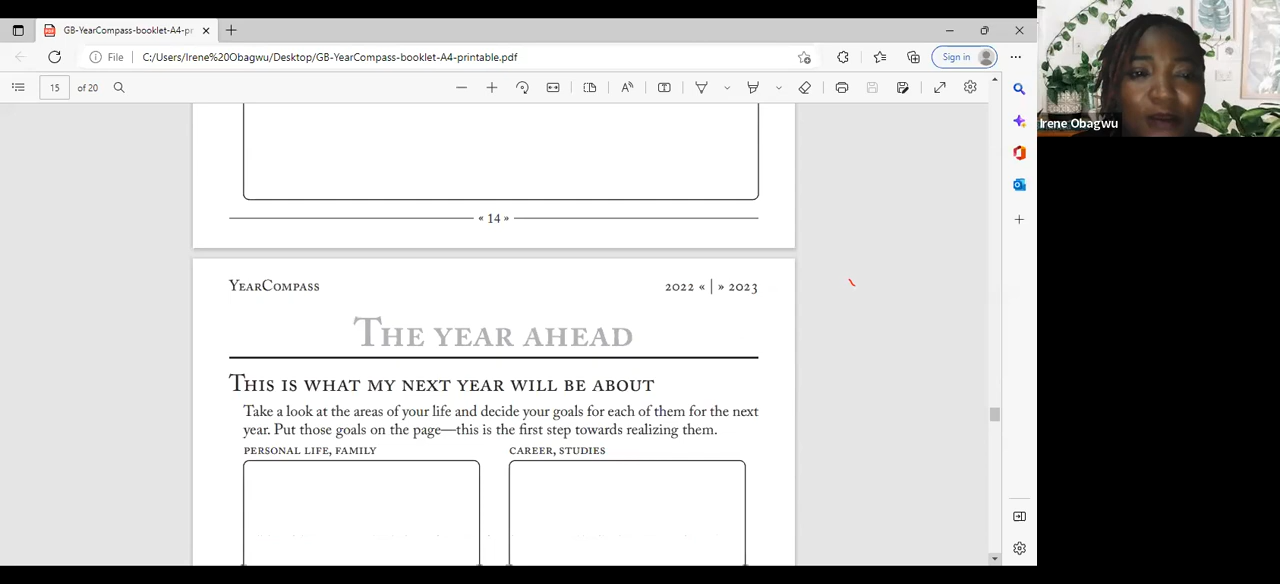 GB-YearCompass-booklet-A4-pr
File
C:/Users/Irene%20Obagwu/Desktop/GB-YearCompass-booklet-A4-printable.pdf
Sign in
15 of 20
Irene Obagwu
« 14 »
YearCompass
2022 « | » 2023
The year ahead
This is what my next year will be about
Take a look at the areas of your life and decide your goals for each of them for the next
year. Put those goals on the page—this is the first step towards realizing them.
PERSONAL LIFE, FAMILY
CAREER, STUDIES